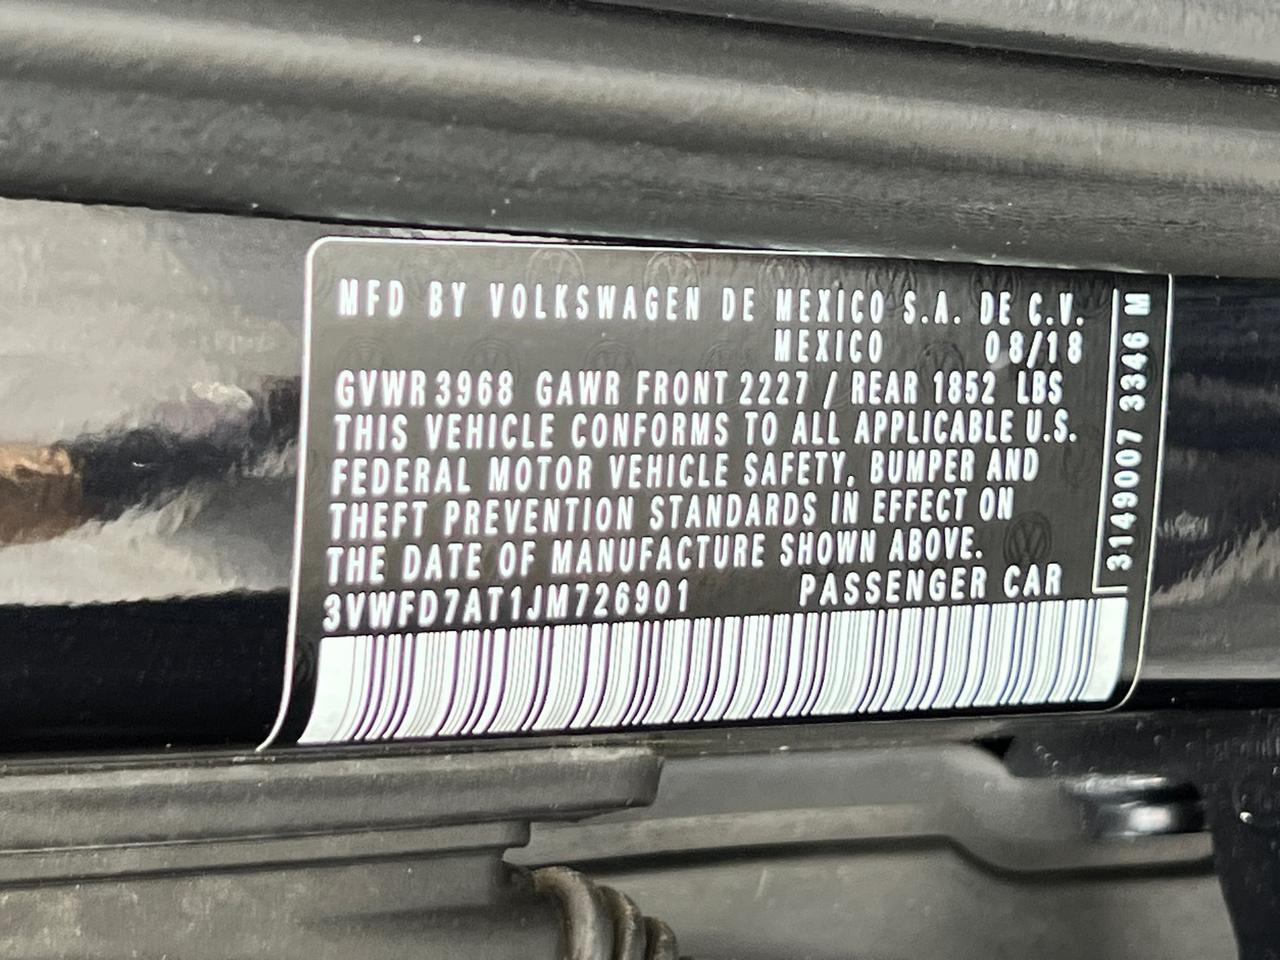 MFD BY VOLKSWAGEN DE MEXICO S.A. DE C.V.
MEXICO 08/18
GVWR 3968 GAWR FRONT 2227 / REAR 1852 LBS
THIS VEHICLE CONFORMS TO ALL APPLICABLE U.S.
FEDERAL MOTOR VEHICLE SAFETY, BUMPER AND
THEFT PREVENTION STANDARDS IN EFFECT ON
THE DATE OF MANUFACTURE SHOWN ABOVE.
3VWFD7AT1JM726901 PASSENGER CAR
3149007 3346 M